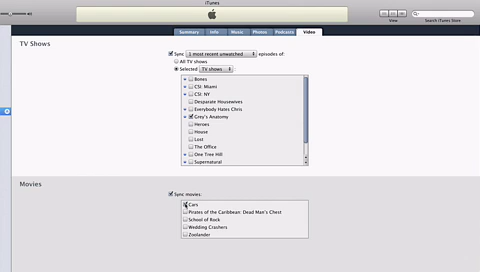 iTunes
View
Search iTunes Store
Summary Info Music Photos Podcasts Video
TV Shows
Sync 1 most recent unwatched episodes of:
All TV shows
Selected TV shows
Bones
CSI: Miami
CSI: NY
Desparate Housewives
Everybody Hates Chris
Grey's Anatomy
Heroes
House
Lost
The Office
One Tree Hill
Supernatural
Movies
Sync movies:
Cars
Pirates of the Caribbean: Dead Man's Chest
School of Rock
Wedding Crashers
Zoolander